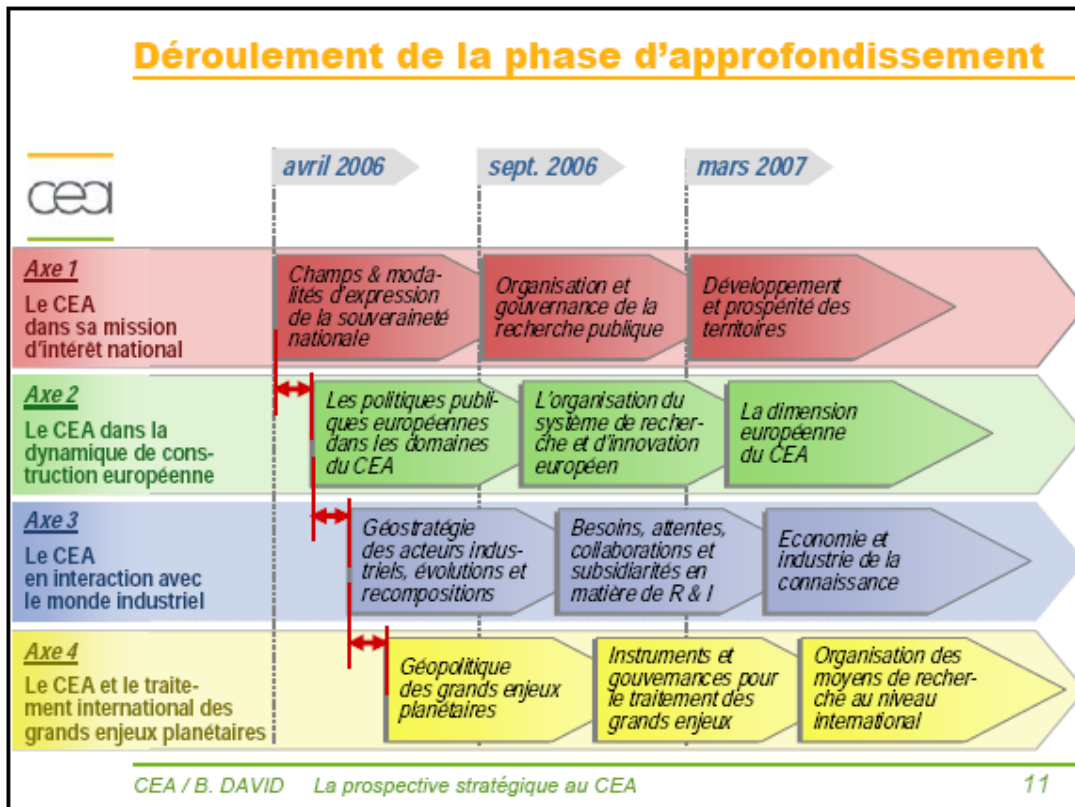 Déroulement de la phase d'approfondissement
cea
avril 2006
sept. 2006
mars 2007
Axe 1
Le CEA
dans sa mission
d'intérêt national
Champs & moda-
lités d'expression
de la souveraineté
nationale
Organisation et
gouvernance de la
recherche publique
Développement
et prospérité des
territoires
Axe 2
Le CEA dans la
dynamique de cons-
truction européenne
Les politiques publi-
ques européennes
dans les domaines
du CEA
L'organisation du
système de recher-
che et d'innovation
européen
La dimension
européenne
du CEA
Axe 3
Le CEA
en interaction avec
le monde industriel
Géostratégie
des acteurs indus-
triels, évolutions et
recompositions
Besoins, attentes,
collaborations et
subsidiarités en
matière de R & I
Economie et
industrie de la
connaissance
Axe 4
Le CEA et le traite-
ment international des
grands enjeux planétaires
Géopolitique
des grands enjeux
planétaires
Instruments et
gouvernances pour
le traitement des
grands enjeux
Organisation des
moyens de recher-
che au niveau
international
CEA / B. DAVID La prospective stratégique au CEA
11